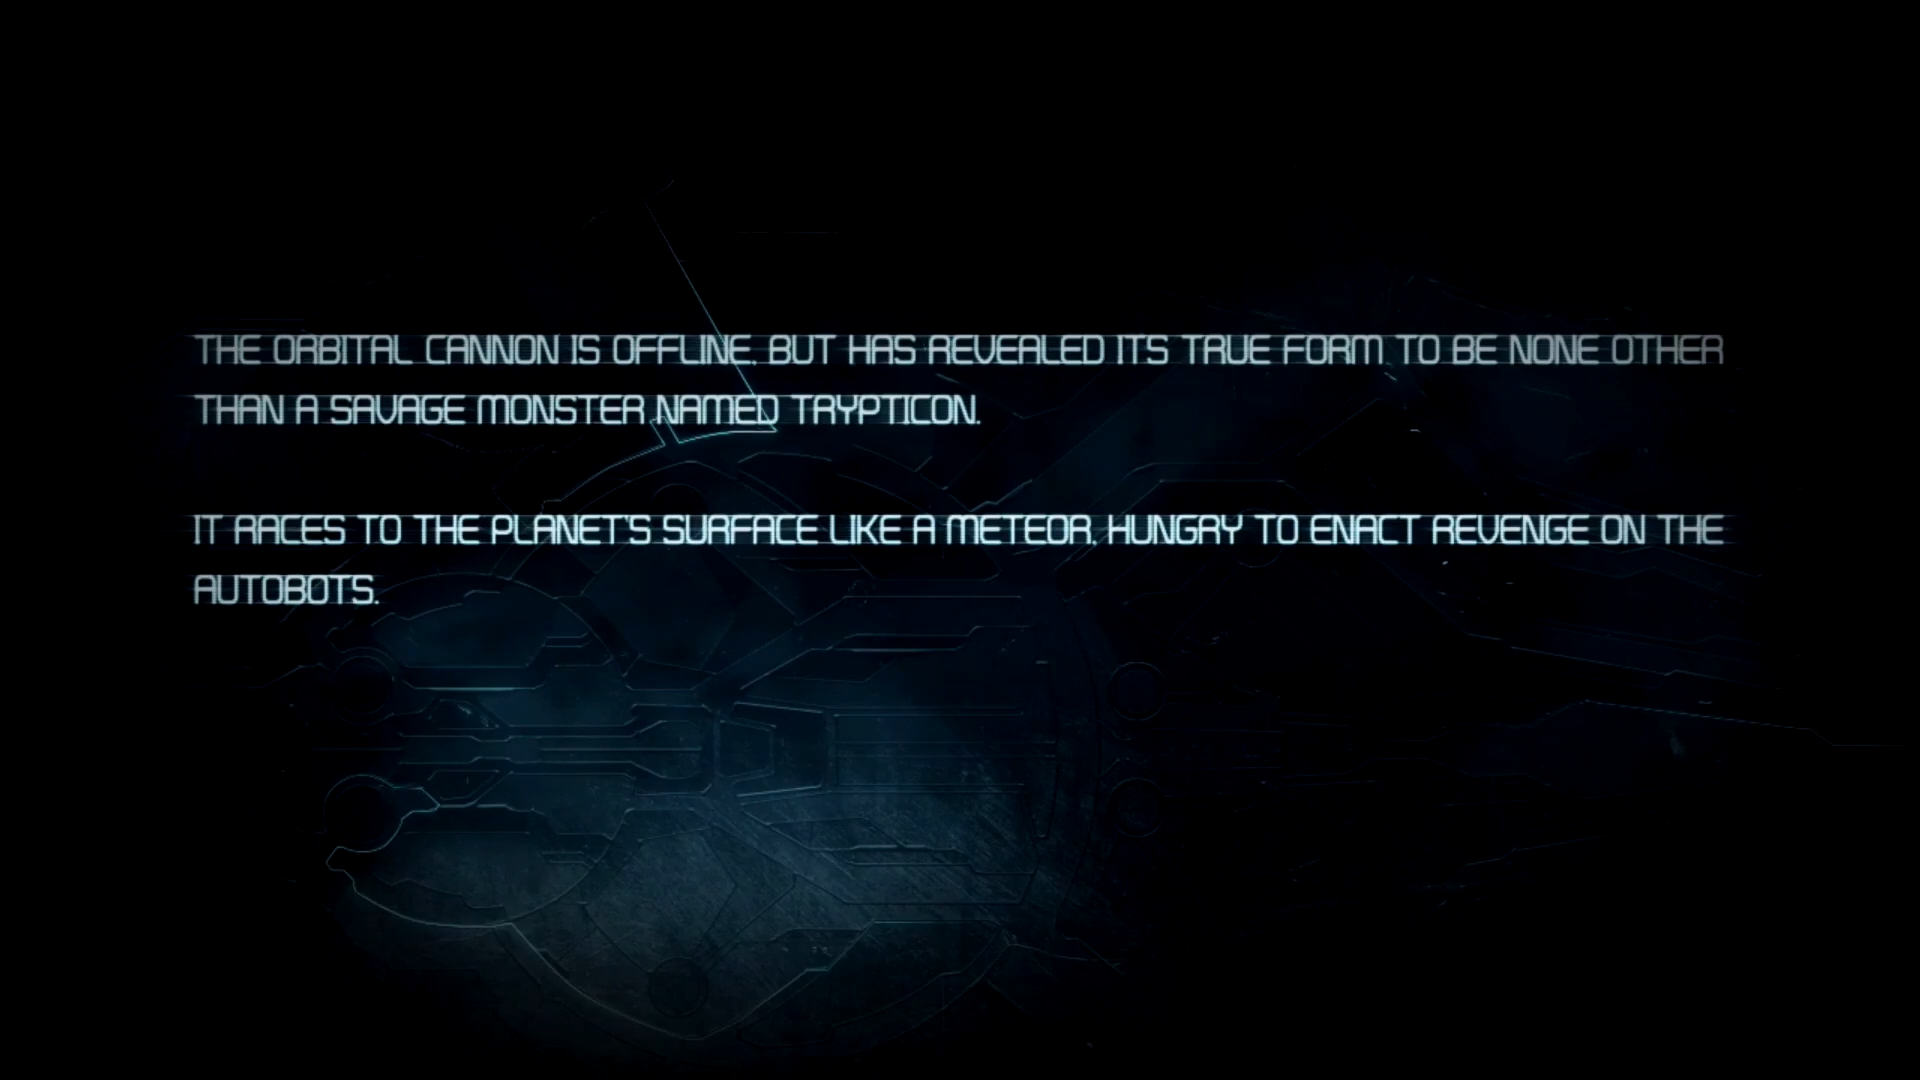 THE ORBITAL CANNON IS OFFLINE, BUT HAS REVEALED ITS TRUE FORM TO BE NONE OTHER
THAN A SAVAGE MONSTER NAMED TRYPTICON.
IT RACES TO THE PLANET'S SURFACE LIKE A METEOR, HUNGRY TO ENACT REVENGE ON THE
AUTOBOTS.